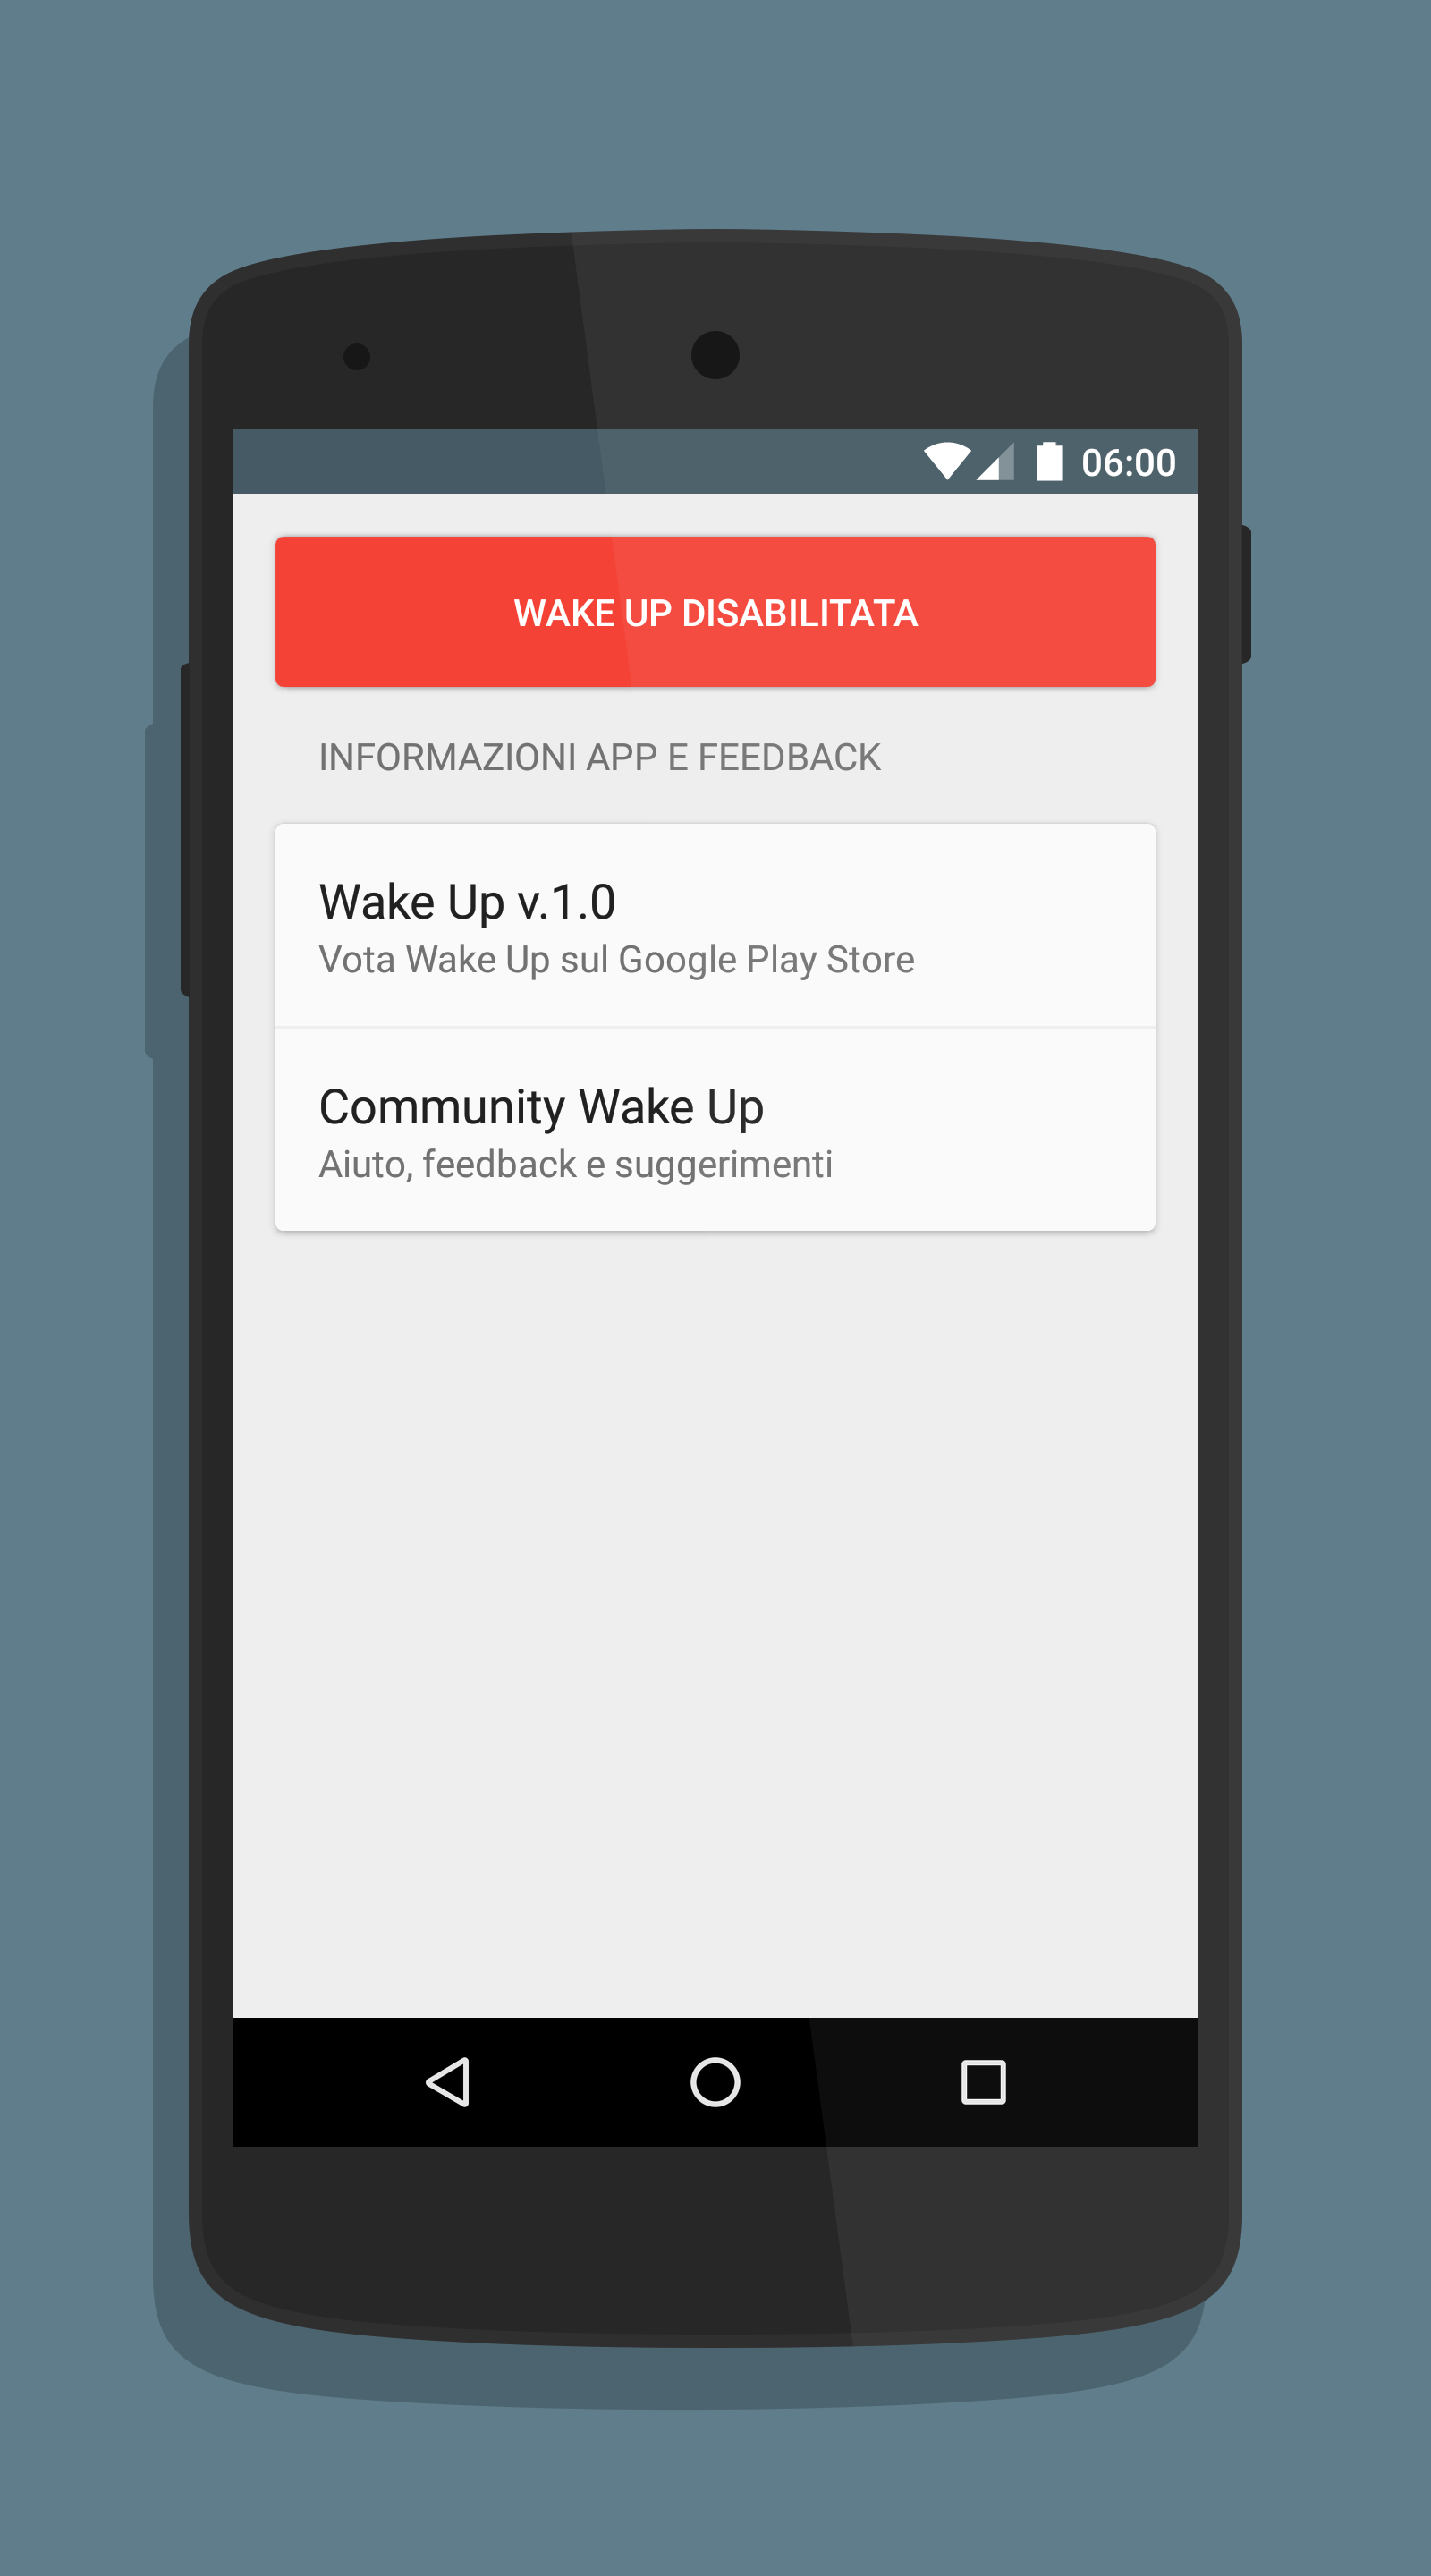 06:00
WAKE UP DISABILITATA
INFORMAZIONI APP E FEEDBACK
Wake Up v.1.0
Vota Wake Up sul Google Play Store
Community Wake Up
Aiuto, feedback e suggerimenti